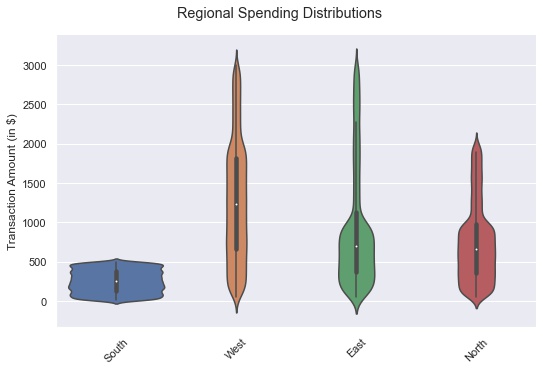 Regional Spending Distributions
Transaction Amount (in $)
3000
2500
2000
1500
1000
500
0
South
West
East
North